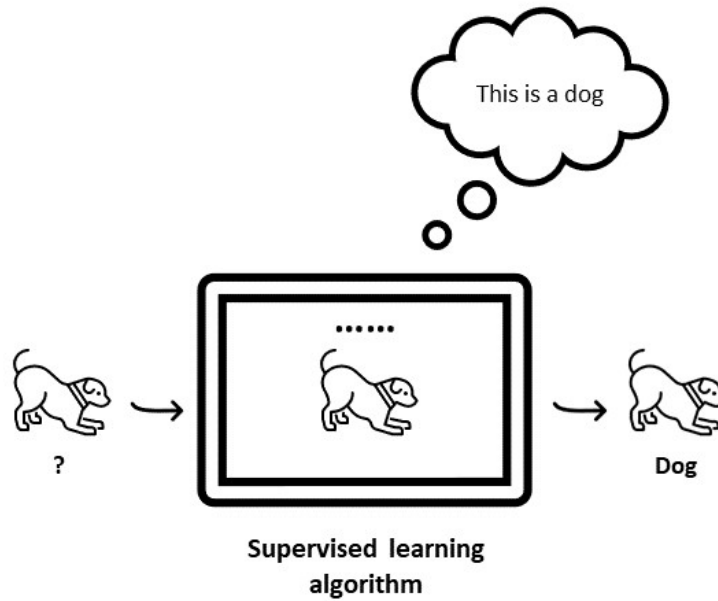 This is a dog
......
?
Dog
Supervised learning
algorithm